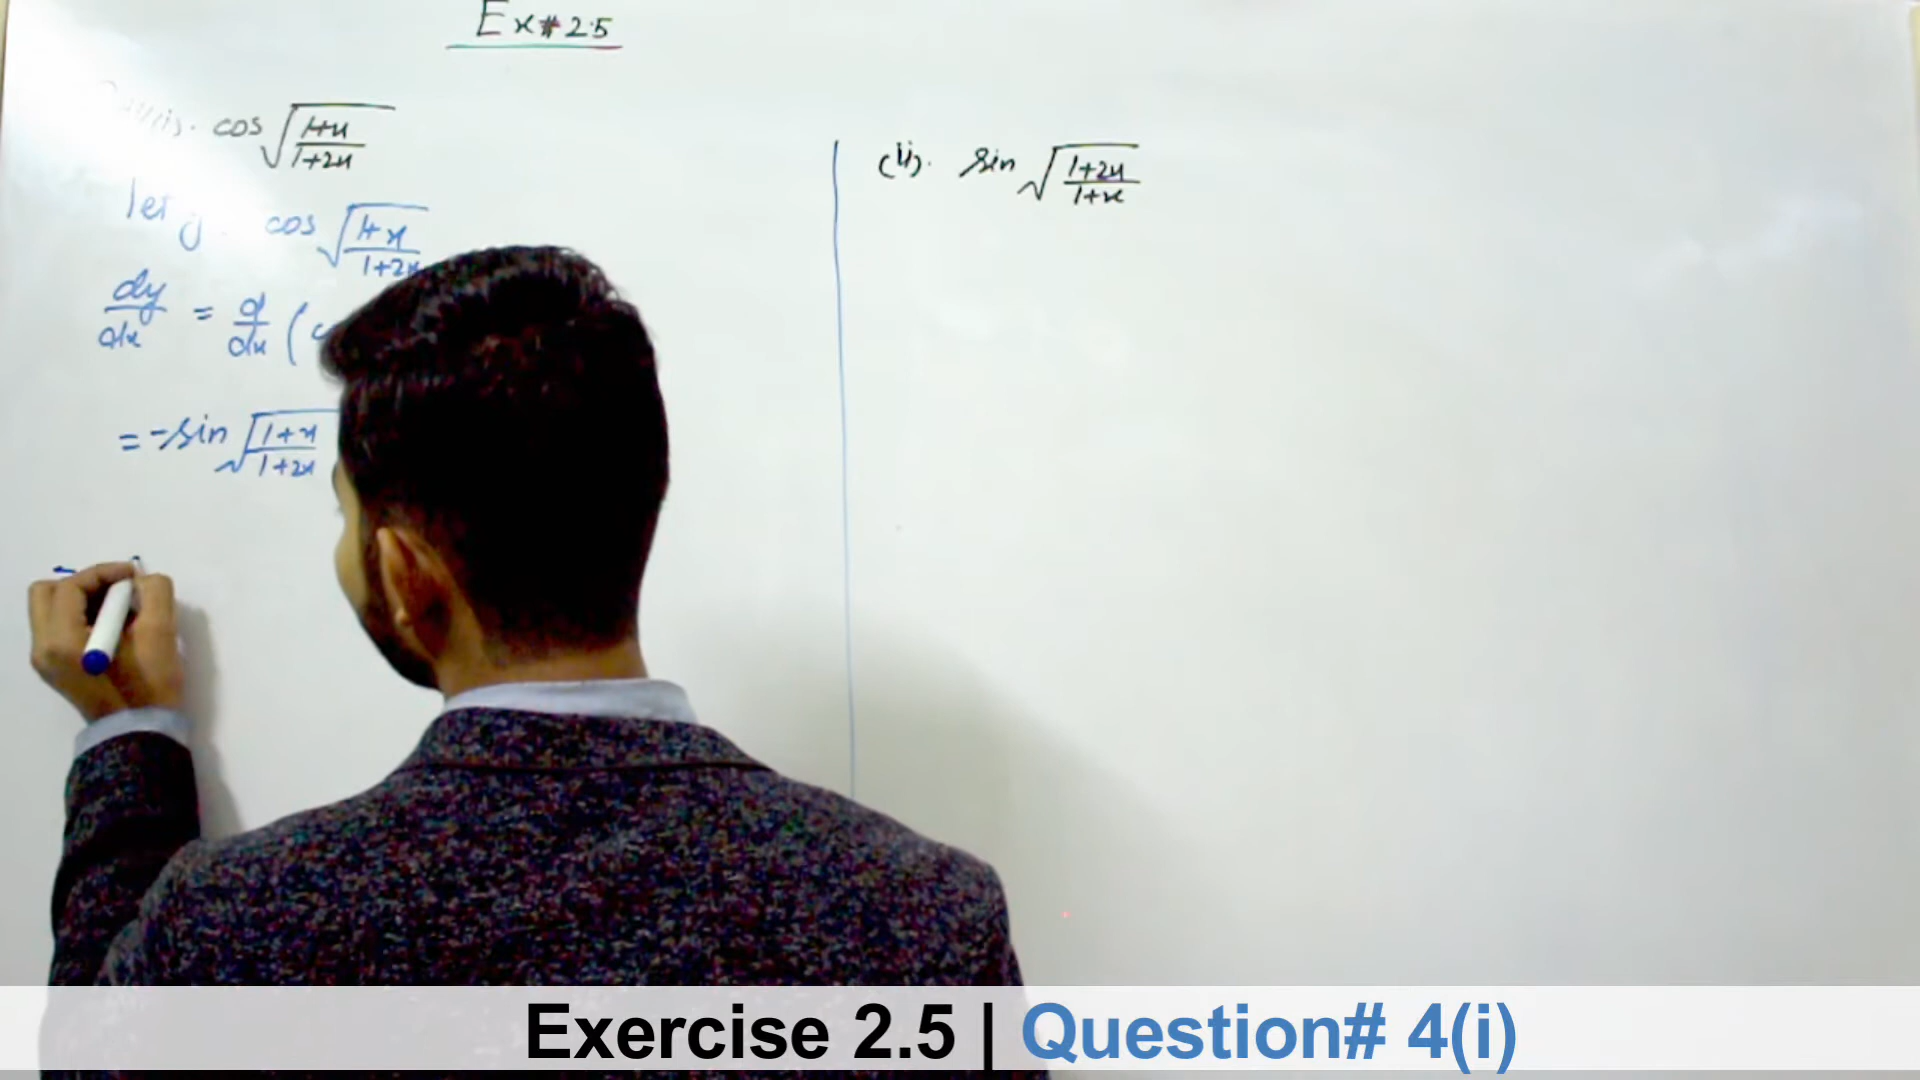 Ex # 2.5
cos √(1+x/1+2x)
let y cos √(1+x/1+2x)
dy/dx = d/dx (
= -sin √(1+x/1+2x)
(ii). sin √(1+2x/1+x)
Exercise 2.5 | Question# 4(i)